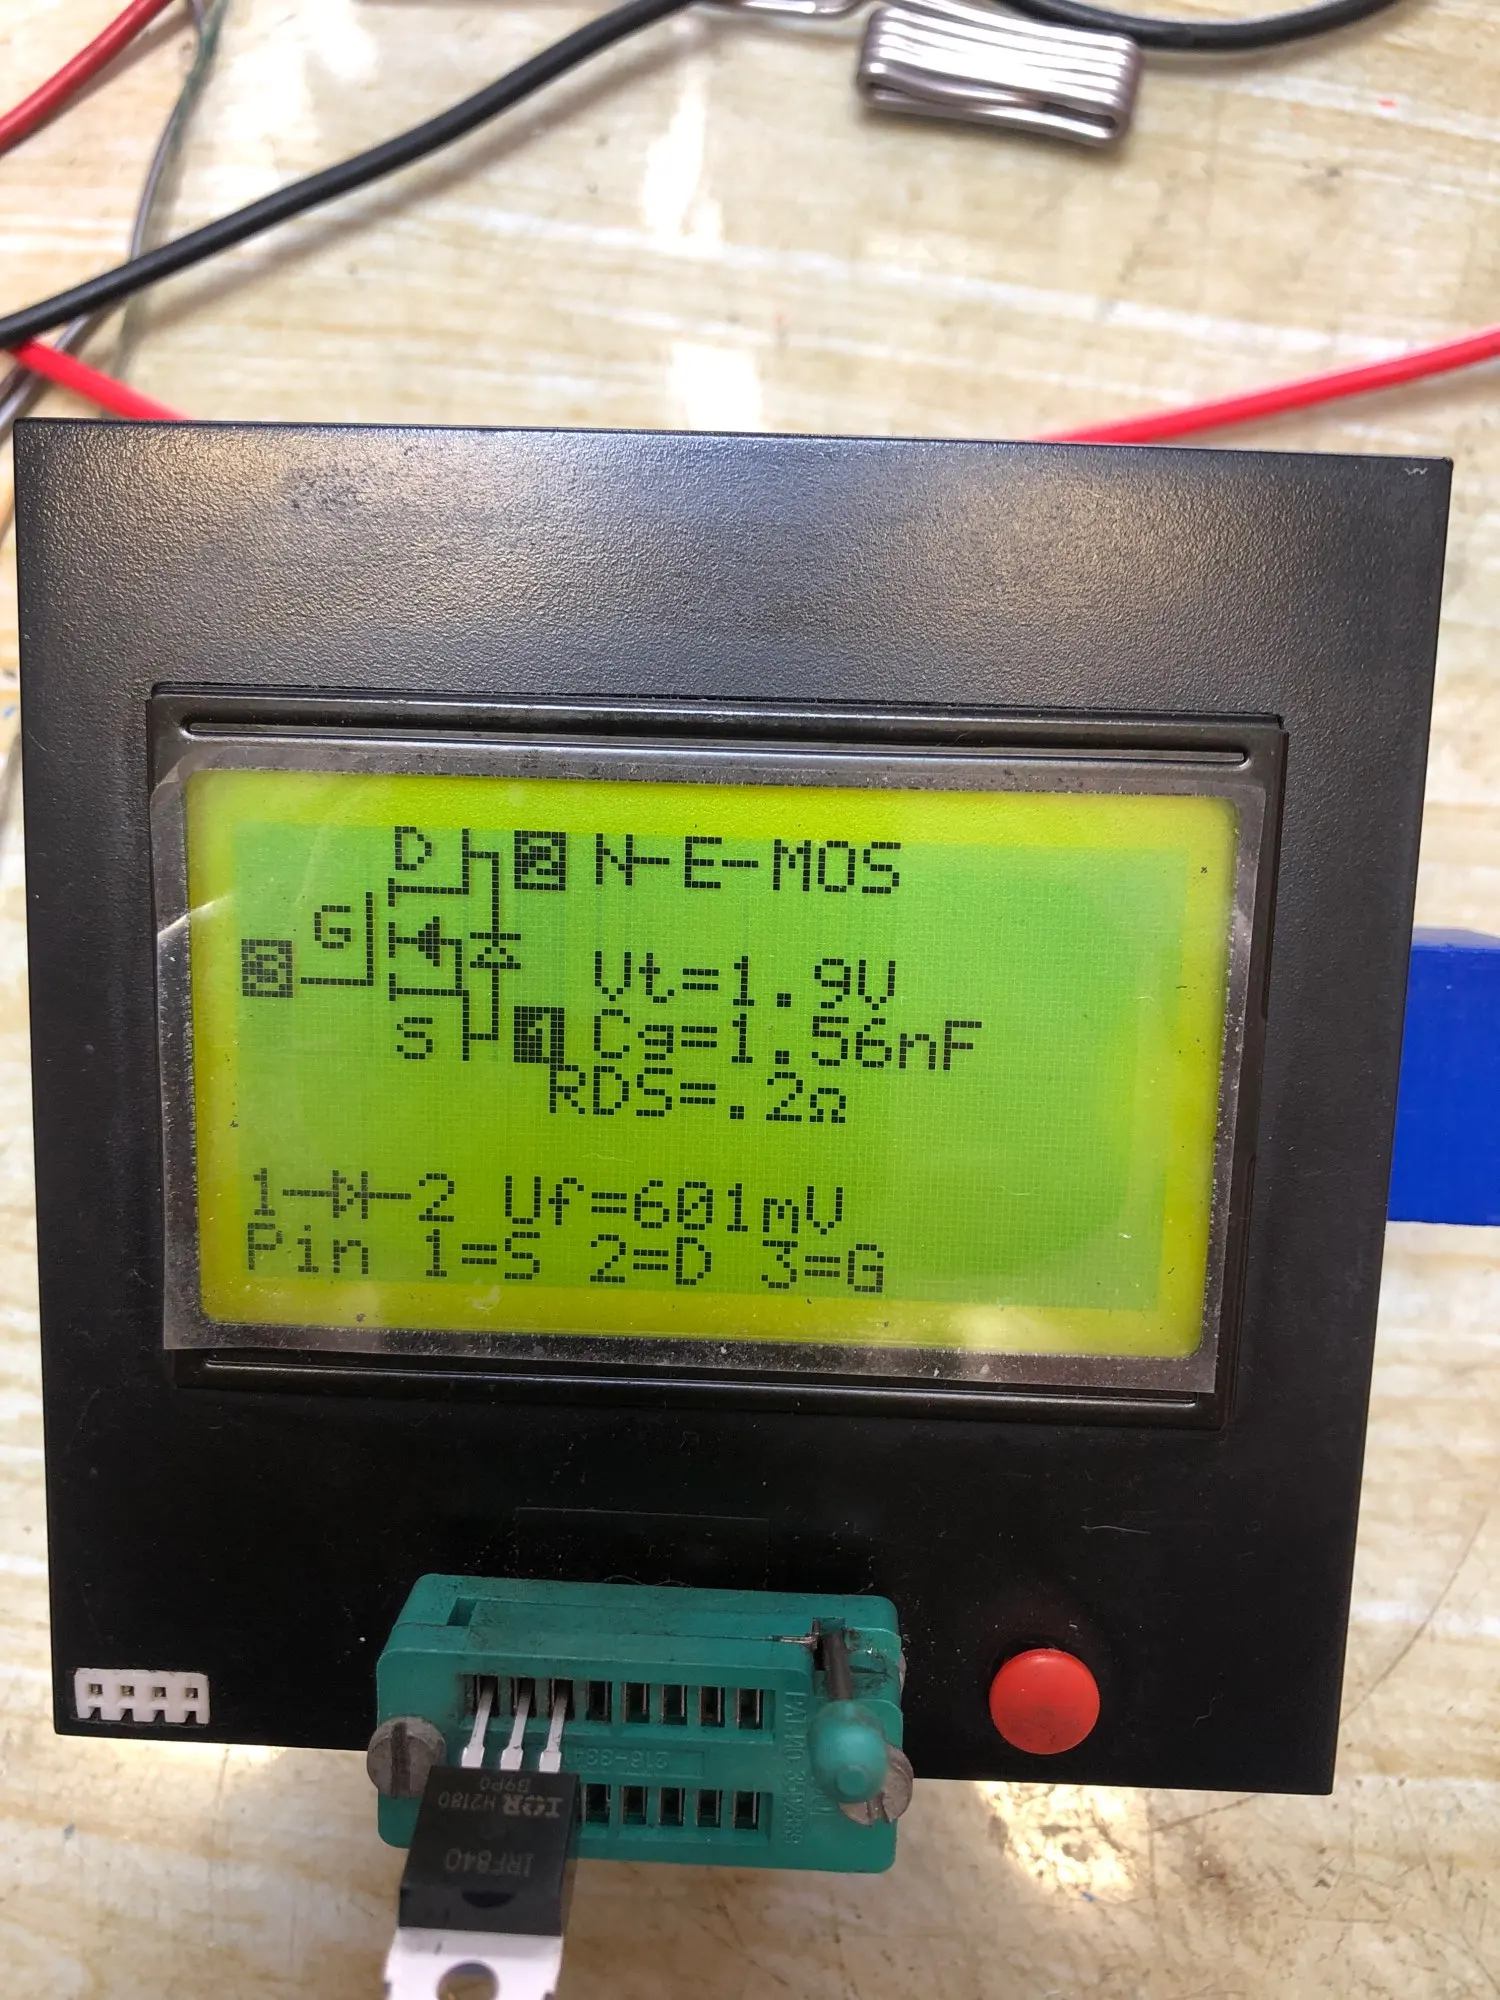 D 2 N-E-MOS
G
3 Vt=1.9V
S 1 Cg=1.56nF
RDS=.2Ω
1 2 Uf=601mV
Pin 1=S 2=D 3=G
IRF840
IOR H2180
B9P0